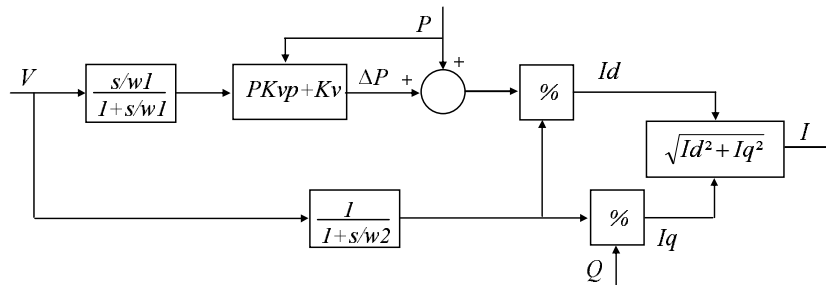 P
V
s/w1
1+s/w1
PKvp+Kv
ΔP
+
+
%
Id
√Id²+Iq²
I
1
1+s/w2
%
Iq
Q